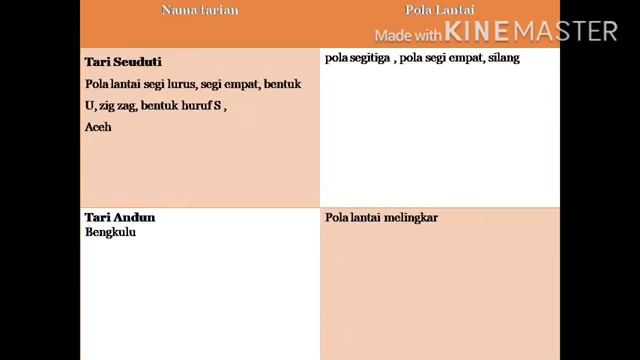 Nama tarian
Pola Lantai
Made with KINEMASTER
Tari Seuduti
Pola lantai segi lurus, segi empat, bentuk
U, zig zag, bentuk huruf S ,
Aceh
pola segitiga , pola segi empat, silang
Tari Andun
Bengkulu
Pola lantai melingkar